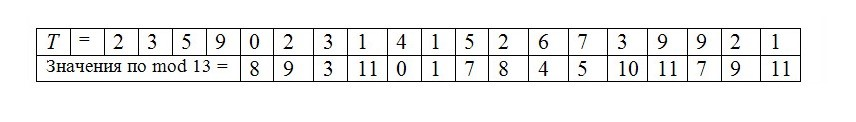 T = 2 3 5 9 0 2 3 1 4 1 5 2 6 7 3 9 9 2 1
Значения по mod 13 = 8 9 3 11 0 1 7 8 4 5 10 11 7 9 11